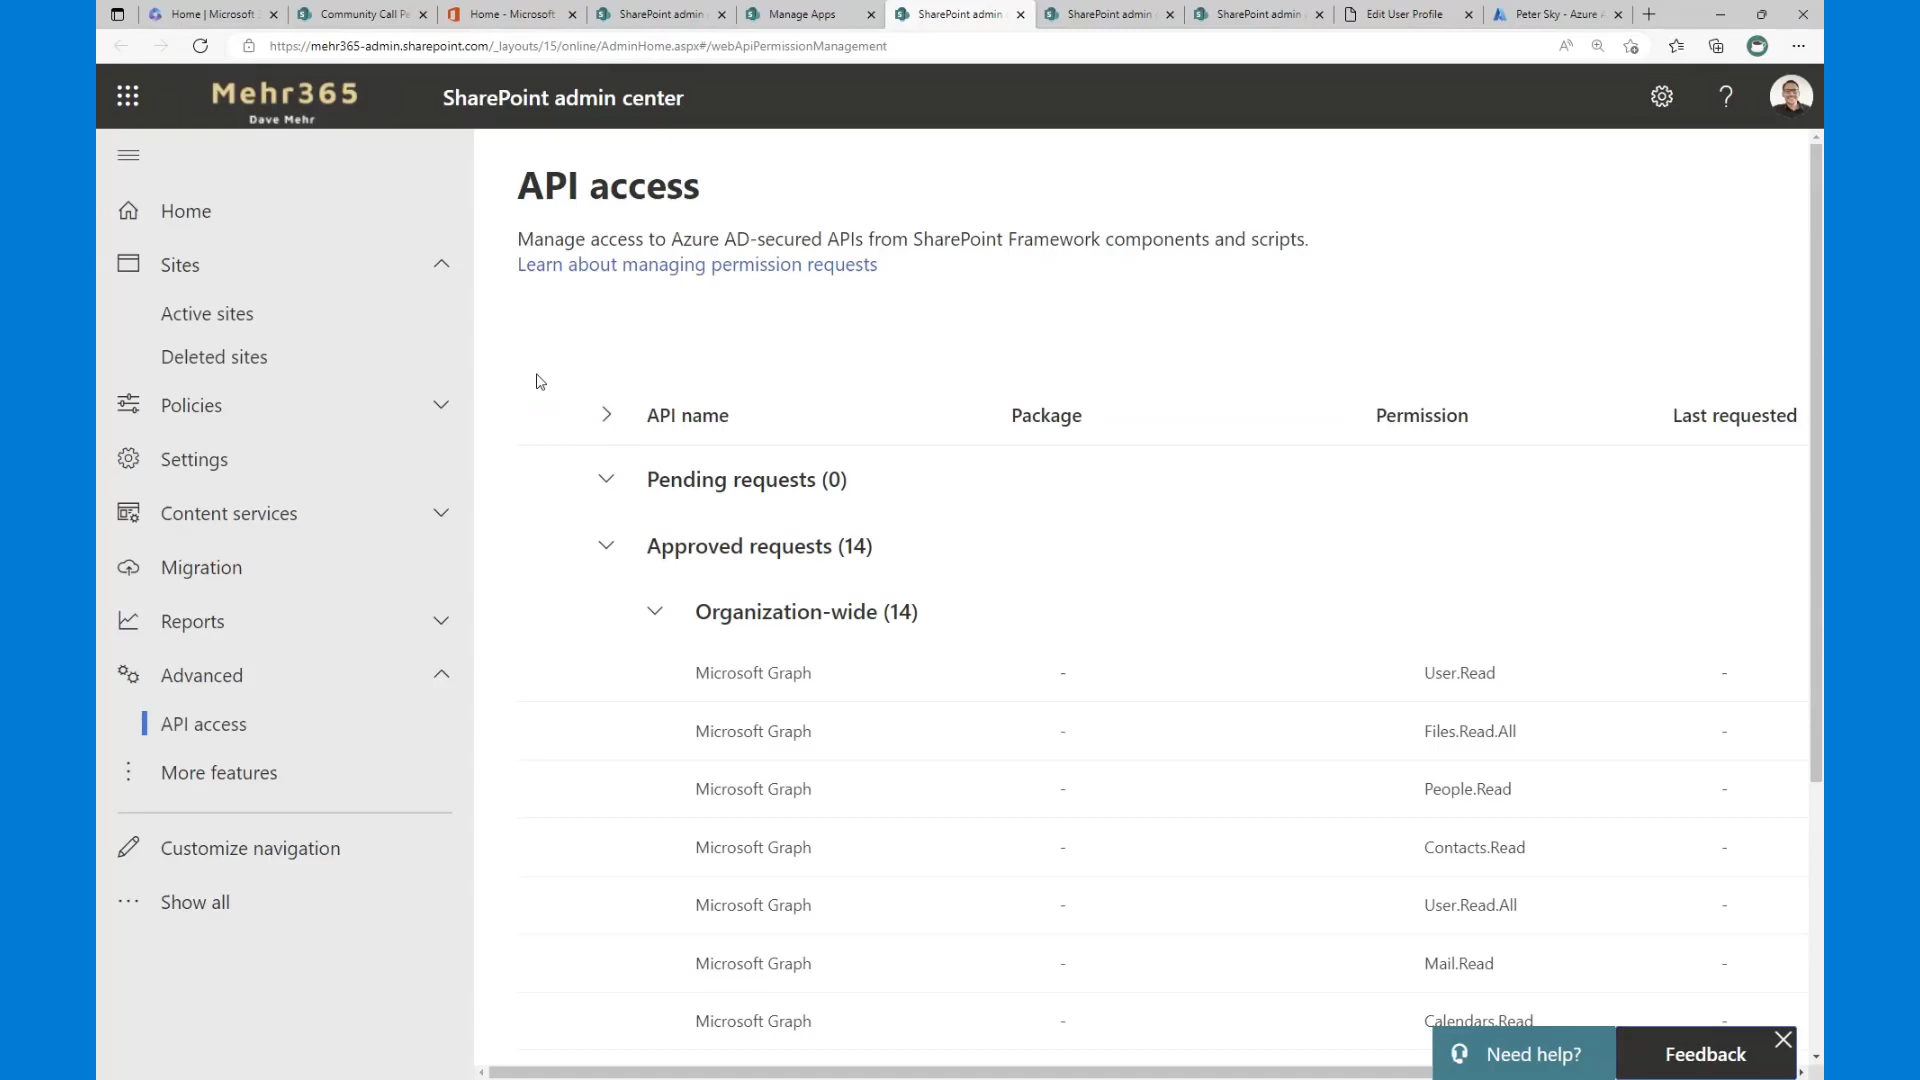 Home | Microsoft
Community Call Pe
Home - Microsoft
SharePoint admin
Manage Apps
SharePoint admin
SharePoint admin
SharePoint admin
Edit User Profile
Peter Sky - Azure A
https://mehr365-admin.sharepoint.com/_layouts/15/online/AdminHome.aspx#/webApiPermissionManagement
Mehr365
Dave Mehr
SharePoint admin center
Home
Sites
Active sites
Deleted sites
Policies
Settings
Content services
Migration
Reports
Advanced
API access
More features
Customize navigation
Show all
API access
Manage access to Azure AD-secured APIs from SharePoint Framework components and scripts.
Learn about managing permission requests
API name Package Permission Last requested
Pending requests (0)
Approved requests (14)
Organization-wide (14)
Microsoft Graph - User.Read -
Microsoft Graph - Files.Read.All -
Microsoft Graph - People.Read -
Microsoft Graph - Contacts.Read -
Microsoft Graph - User.Read.All -
Microsoft Graph - Mail.Read -
Microsoft Graph - Calendars.Read -
Need help?
Feedback